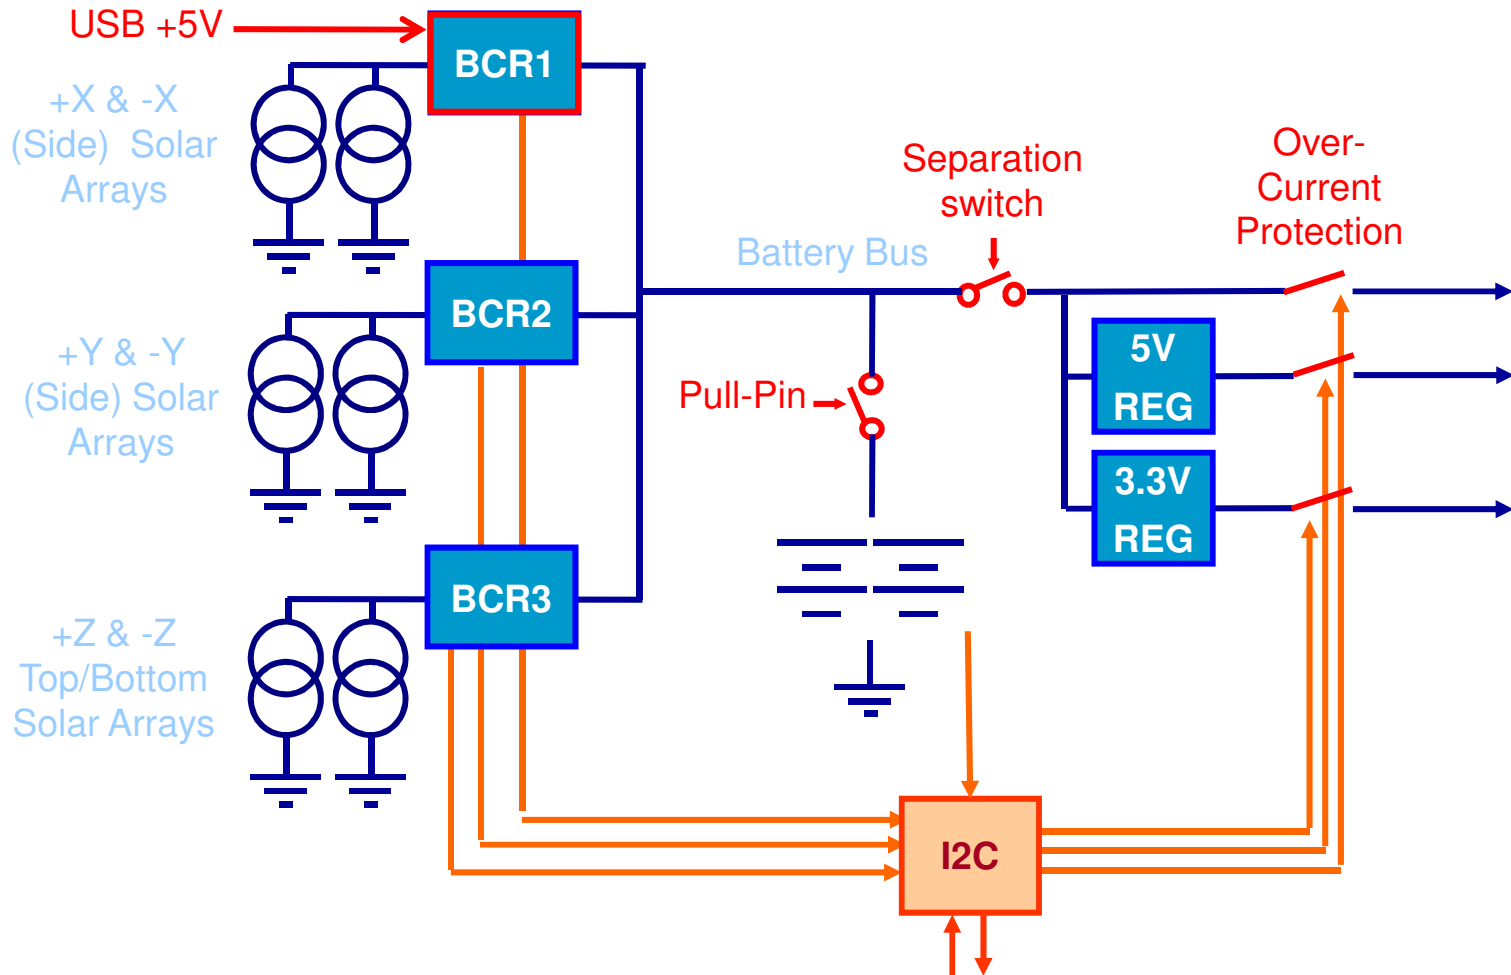 USB +5V
BCR1
+X & -X
(Side)  Solar
Arrays
Separation
switch
Over-
Current
Protection
Battery Bus
BCR2
+Y & -Y
(Side) Solar
Arrays
5V
REG
Pull-Pin
3.3V
REG
BCR3
+Z & -Z
Top/Bottom
Solar Arrays
I2C